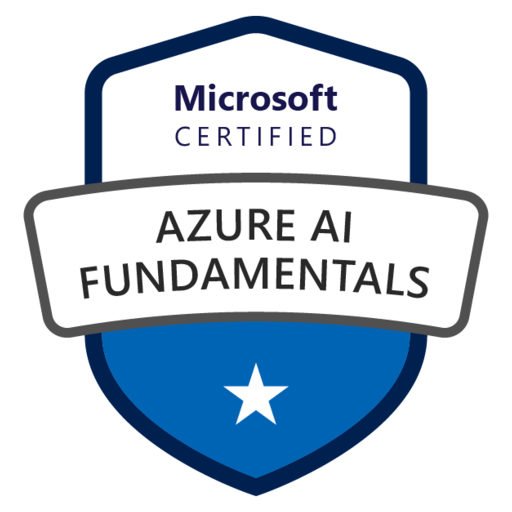 Microsoft
CERTIFIED
AZURE AI
FUNDAMENTALS